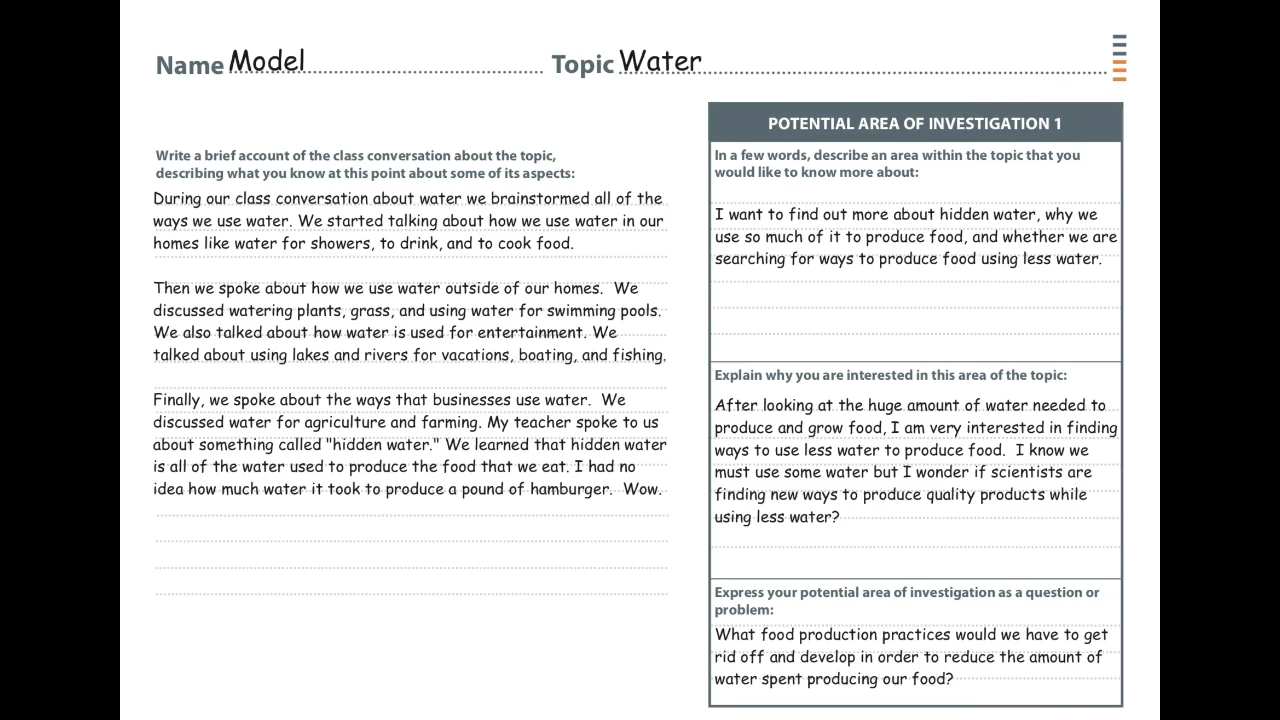 Name Model Topic Water
Write a brief account of the class conversation about the topic,
describing what you know at this point about some of its aspects:
During our class conversation about water we brainstormed all of the
ways we use water. We started talking about how we use water in our
homes like water for showers, to drink, and to cook food.
Then we spoke about how we use water outside of our homes. We
discussed watering plants, grass, and using water for swimming pools.
We also talked about how water is used for entertainment. We
talked about using lakes and rivers for vacations, boating, and fishing.
Finally, we spoke about the ways that businesses use water. We
discussed water for agriculture and farming. My teacher spoke to us
about something called "hidden water." We learned that hidden water
is all of the water used to produce the food that we eat. I had no
idea how much water it took to produce a pound of hamburger. Wow.
POTENTIAL AREA OF INVESTIGATION 1
In a few words, describe an area within the topic that you
would like to know more about:
I want to find out more about hidden water, why we
use so much of it to produce food, and whether we are
searching for ways to produce food using less water.
Explain why you are interested in this area of the topic:
After looking at the huge amount of water needed to
produce and grow food, I am very interested in finding
ways to use less water to produce food. I know we
must use some water but I wonder if scientists are
finding new ways to produce quality products while
using less water?
Express your potential area of investigation as a question or
problem:
What food production practices would we have to get
rid off and develop in order to reduce the amount of
water spent producing our food?